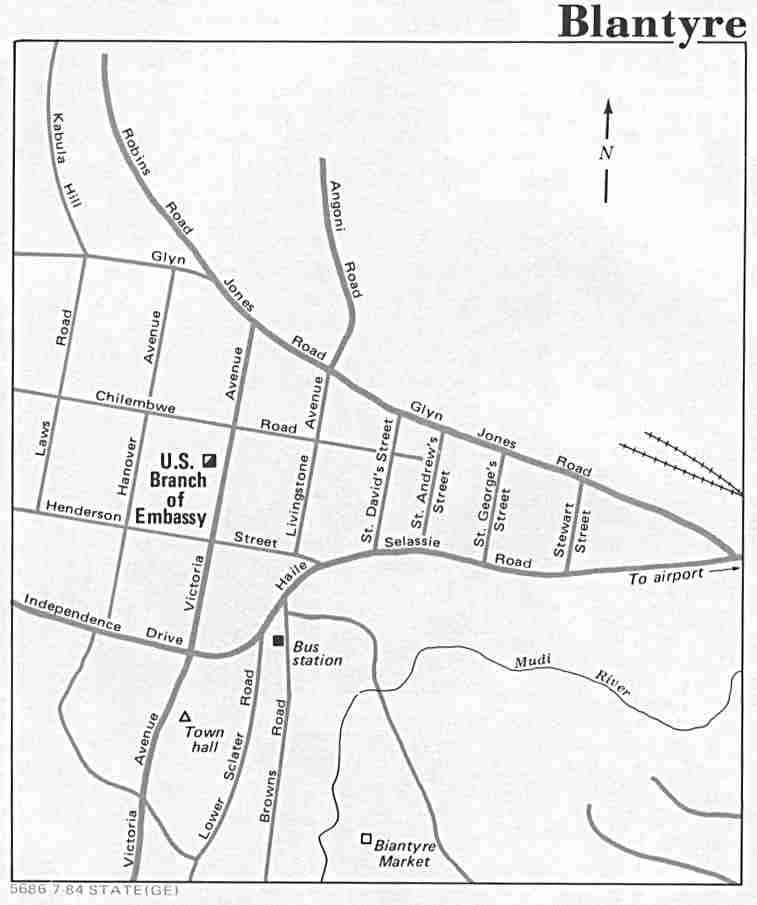 Blantyre
N
Kabula
Hill
Robins
Road
Angoni
Road
Glyn
Jones
Road
Road
Avenue
Avenue
Avenue
Chilembwe
Road
Glyn
Jones
Road
Laws
Hanover
U.S.
Branch
of
Embassy
Livingstone
St. David's Street
St. Andrew's
Street
St. George's
Street
Stewart
Street
Henderson
Street
Victoria
Haile
Selassie
Road
To airport
Independence
Drive
Bus
station
Mudi
River
Avenue
Town
hall
Road
Sclater
Lower
Road
Browns
Victoria
Biantyre
Market
5686 7-84 STATE(GE)